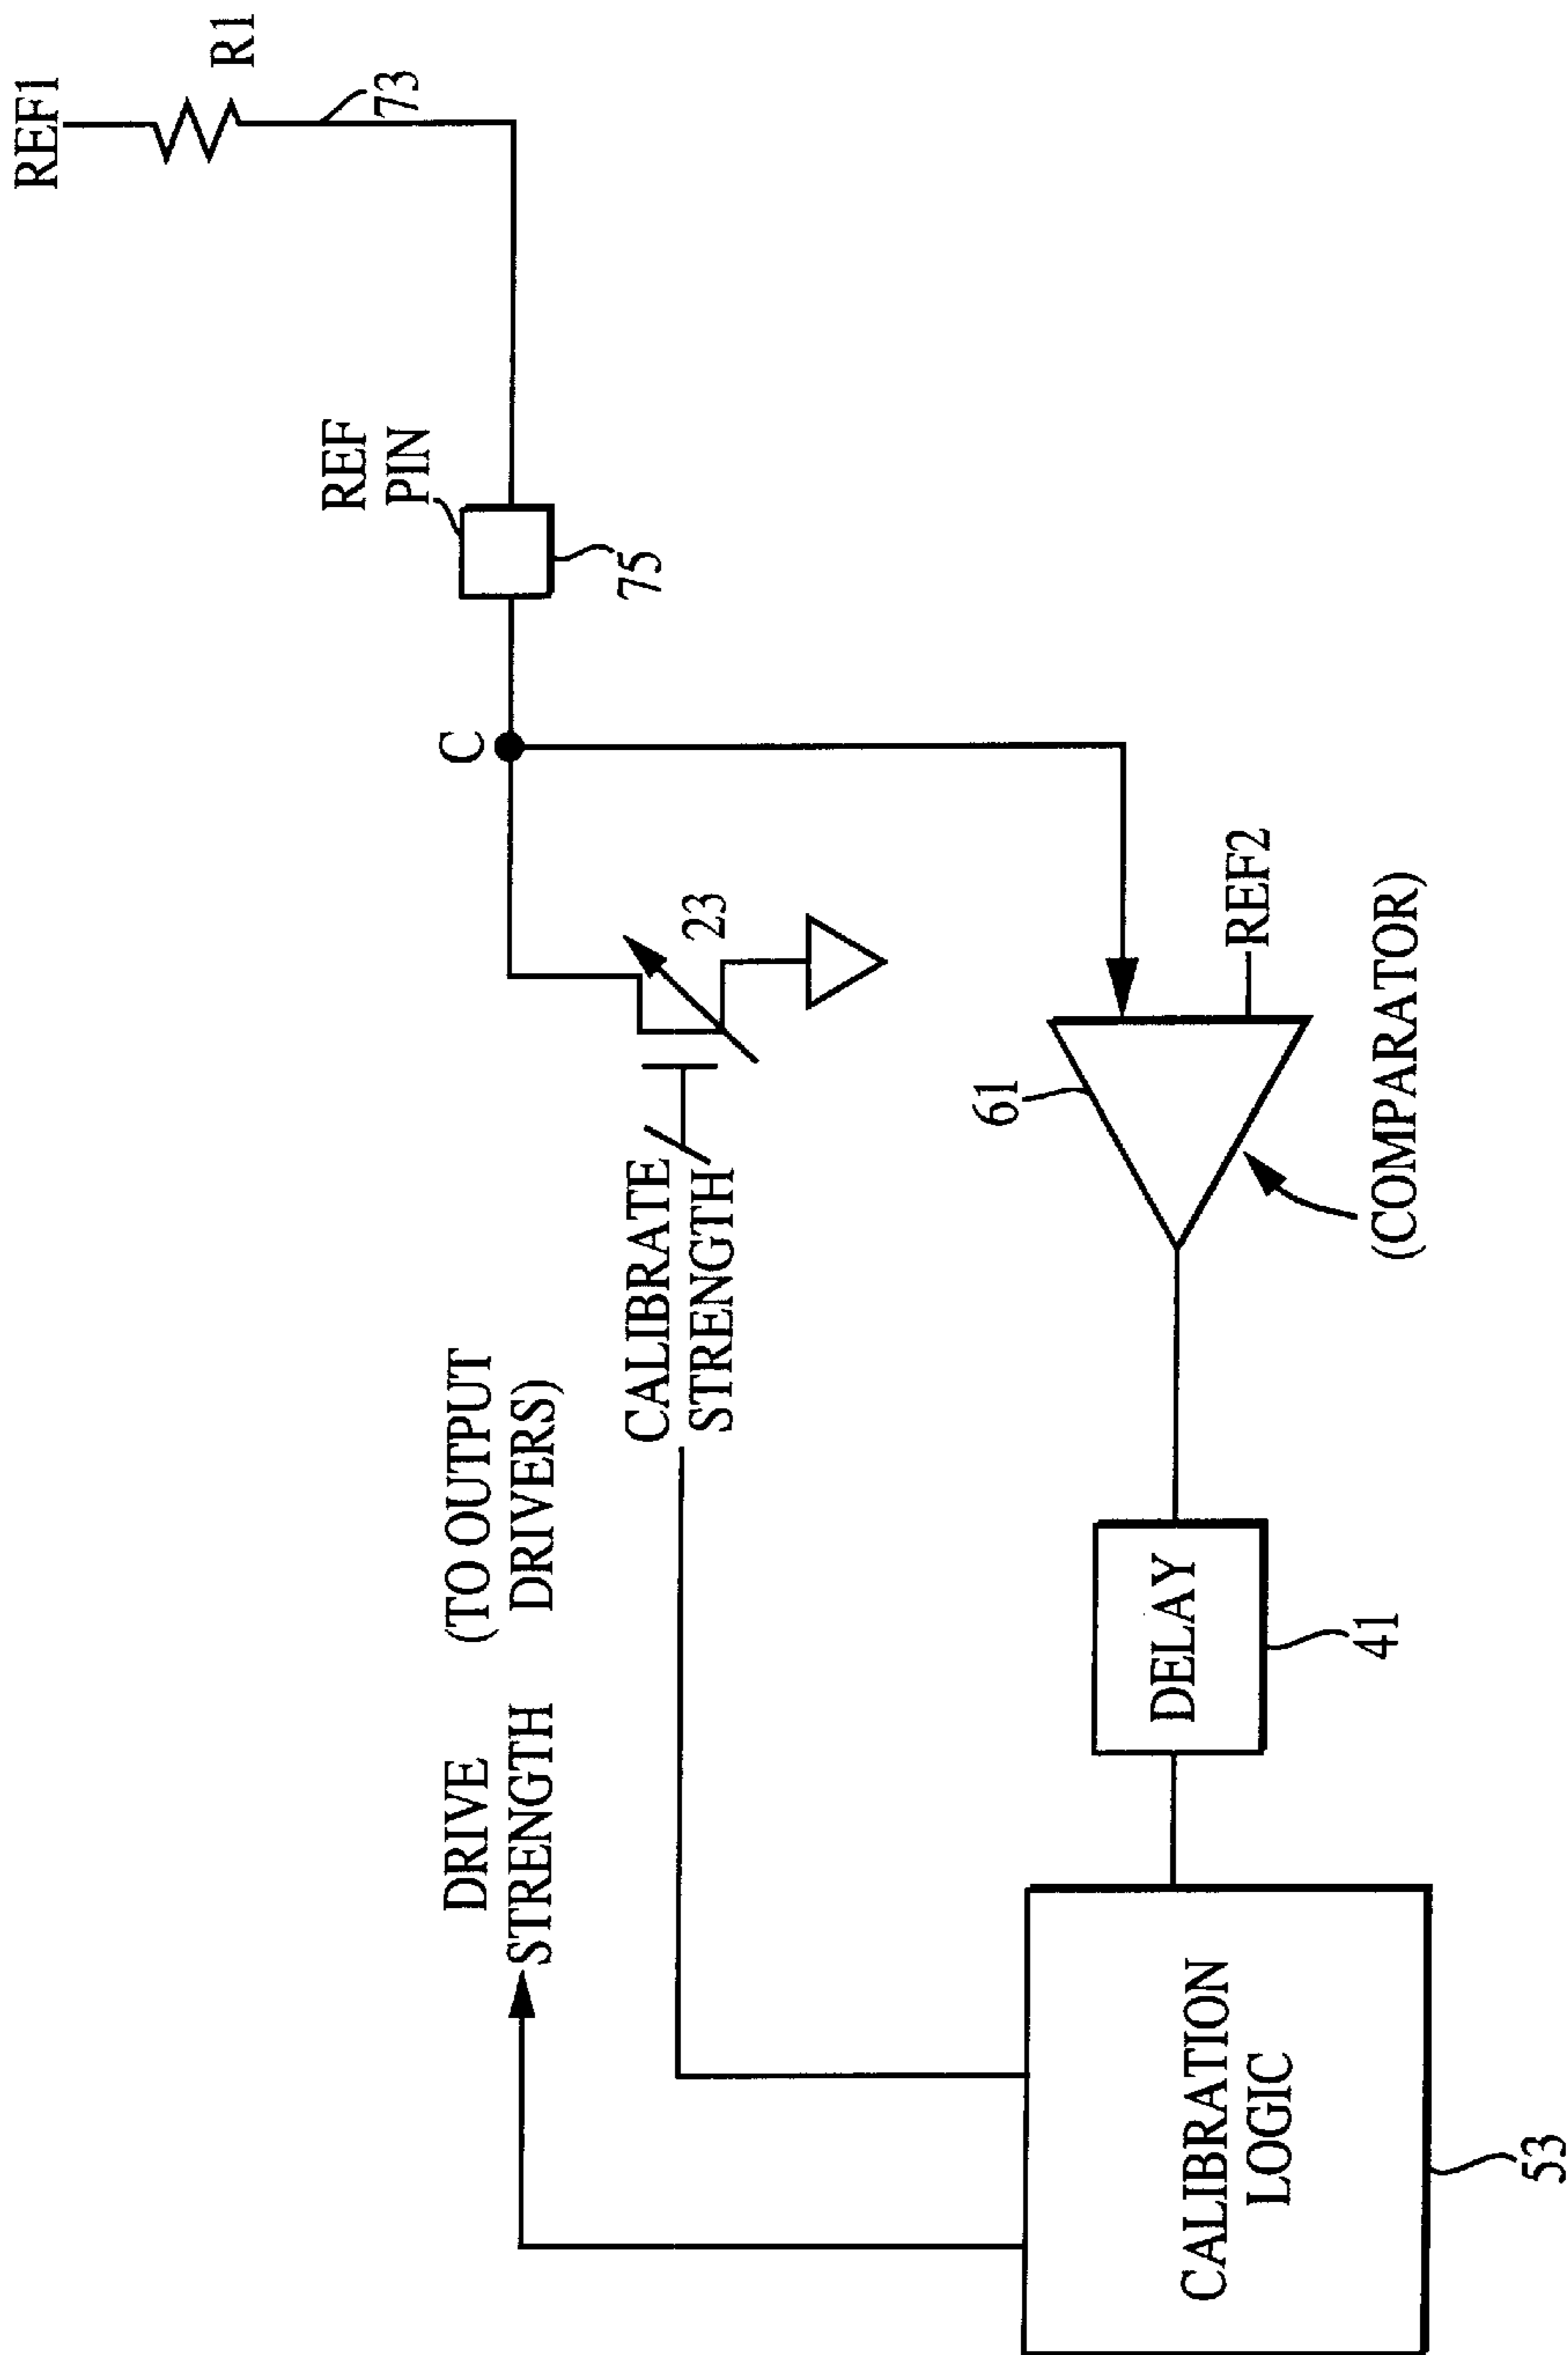 DRIVE
STRENGTH
(TO OUTPUT
DRIVERS)
CALIBRATE
STRENGTH
23
C
REF
PIN
75
REF1
R1
73
CALIBRATION
LOGIC
53
DELAY
41
61
REF2
(COMPARATOR)